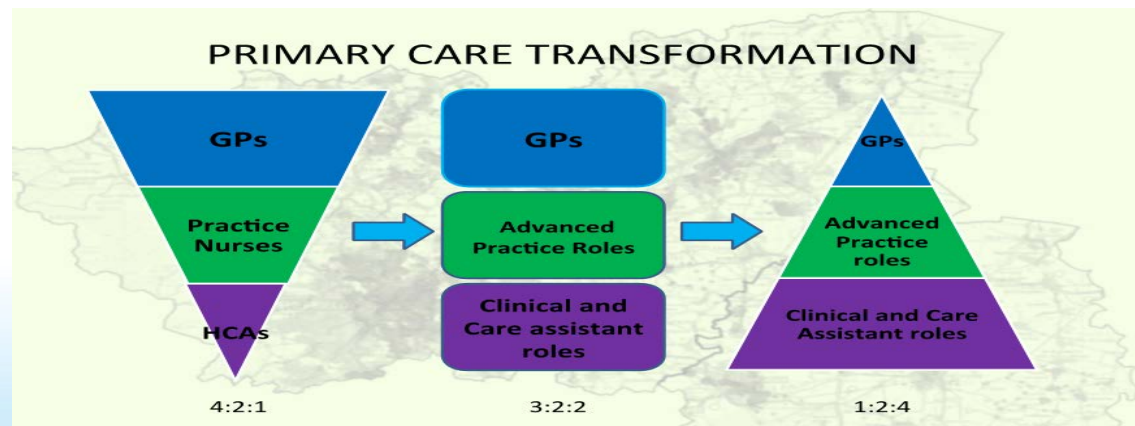 PRIMARY CARE TRANSFORMATION
GPs
Practice
Nurses
HCAs
4:2:1
GPs
Advanced
Practice Roles
Clinical and
Care assistant
roles
3:2:2
GPs
Advanced
Practice
roles
Clinical and Care
Assistant roles
1:2:4